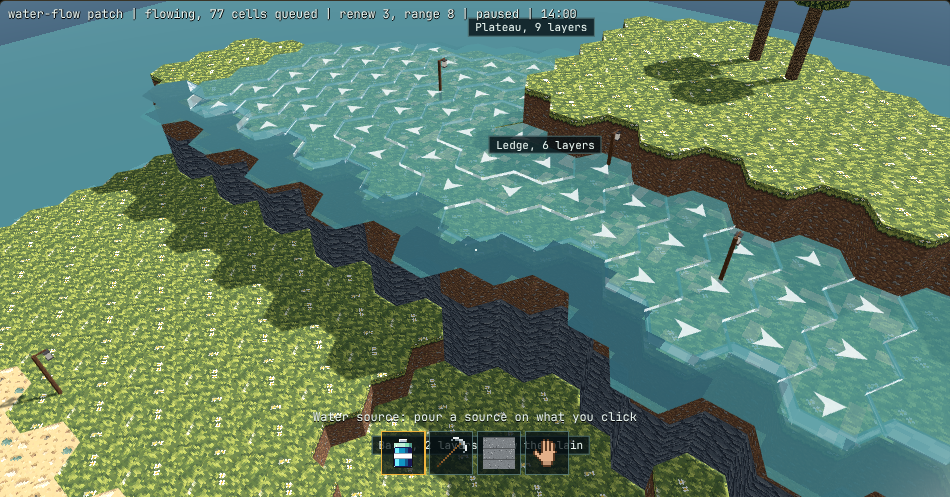 water-flow patch | flowing, 77 cells queued | renew 3, range 8 | paused | 14:00
Plateau, 9 layers
Ledge, 6 layers
Water source: pour a source on what you click